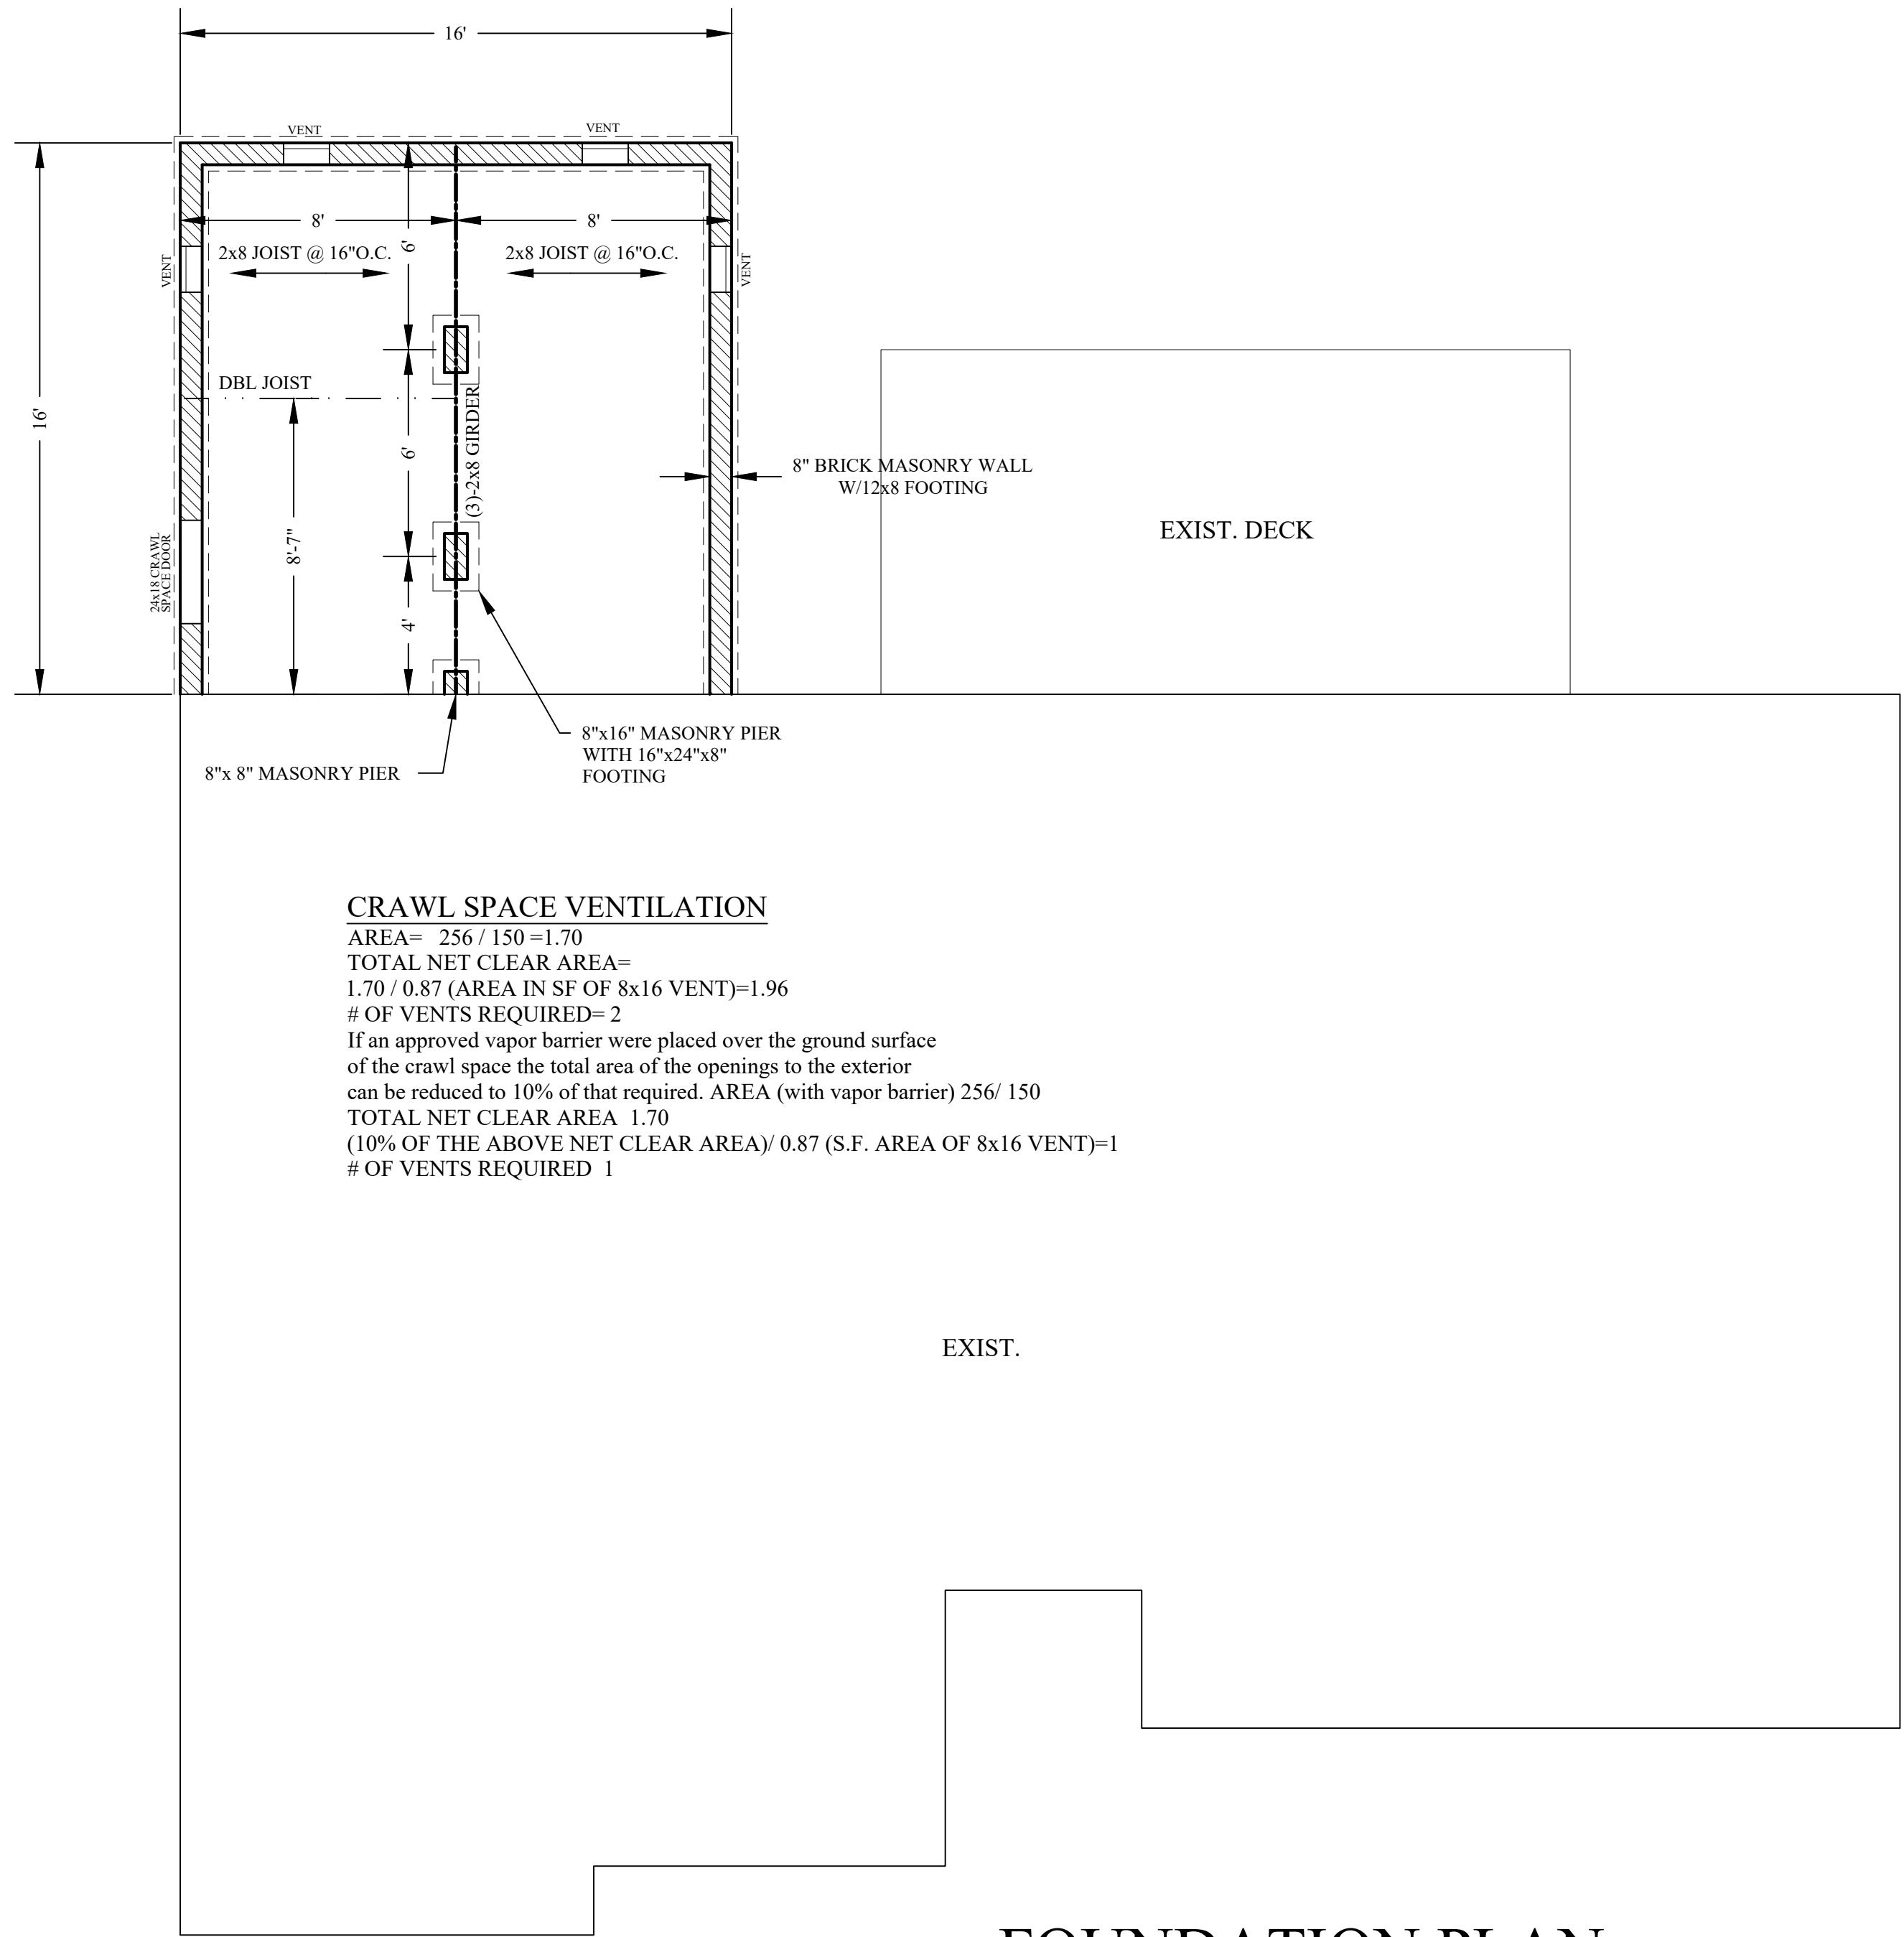 16'
VENT
VENT
8'
8'
6'
2x8 JOIST @ 16"O.C.
2x8 JOIST @ 16"O.C.
VENT
VENT
DBL JOIST
16'
6'
(3)-2x8 GIRDER
8" BRICK MASONRY WALL
W/12x8 FOOTING
EXIST. DECK
8'-7"
24x18 CRAWL
SPACE DOOR
4'
8"x16" MASONRY PIER
WITH 16"x24"x8"
FOOTING
8"x 8" MASONRY PIER
CRAWL SPACE VENTILATION
AREA= 256 / 150 =1.70
TOTAL NET CLEAR AREA=
1.70 / 0.87 (AREA IN SF OF 8x16 VENT)=1.96
# OF VENTS REQUIRED= 2
If an approved vapor barrier were placed over the ground surface
of the crawl space the total area of the openings to the exterior
can be reduced to 10% of that required. AREA (with vapor barrier) 256/ 150
TOTAL NET CLEAR AREA 1.70
(10% OF THE ABOVE NET CLEAR AREA)/ 0.87 (S.F. AREA OF 8x16 VENT)=1
# OF VENTS REQUIRED 1
EXIST.
FOUNDATION PLAN